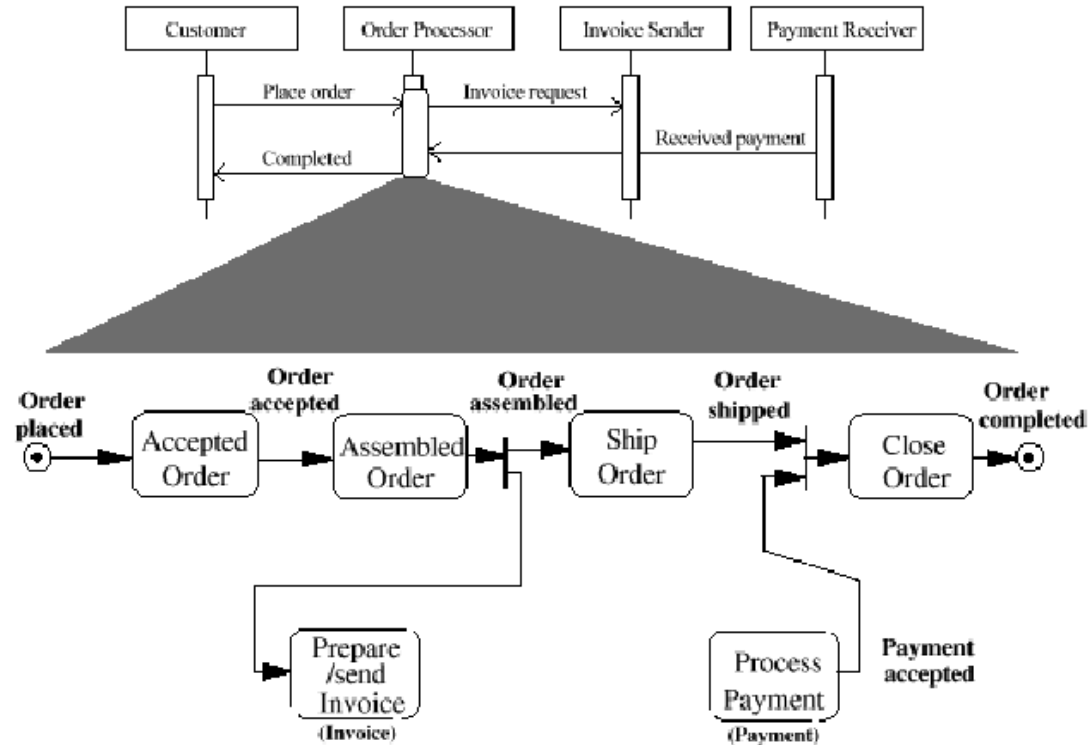 Customer
Order Processor
Invoice Sender
Payment Receiver
Place order
Invoice request
Received payment
Completed
Order
placed
Order
accepted
Order
assembled
Order
shipped
Order
completed
Accepted
Order
Assembled
Order
Ship
Order
Close
Order
Prepare
/send
Invoice
(Invoice)
Process
Payment
(Payment)
Payment
accepted